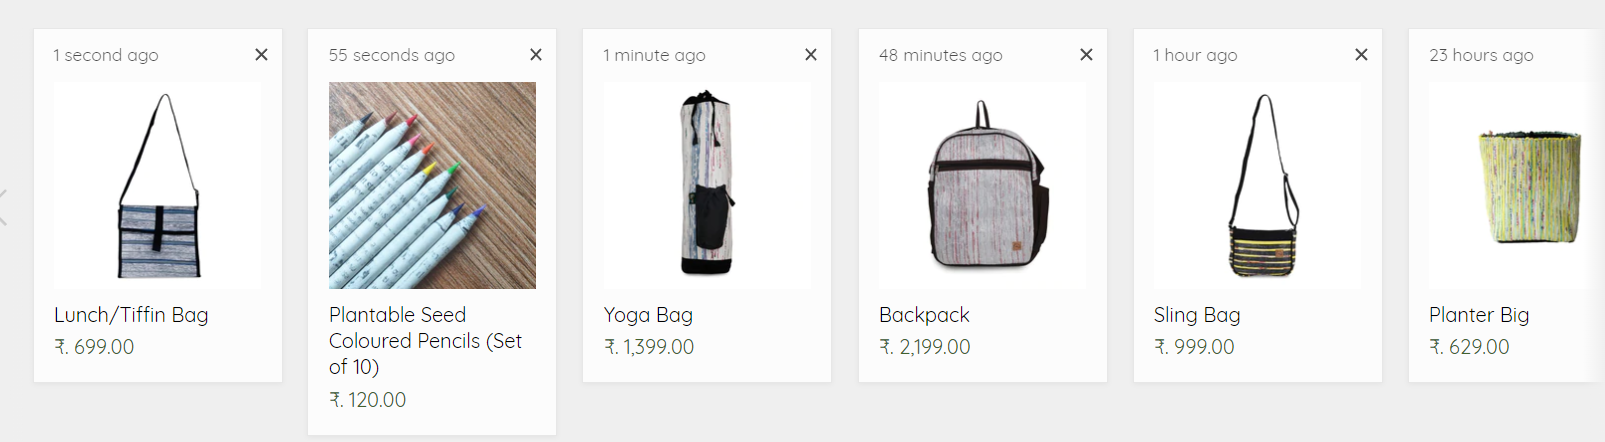 1 second ago
55 seconds ago
1 minute ago
48 minutes ago
1 hour ago
23 hours ago
Lunch/Tiffin Bag
₹. 699.00
Plantable Seed
Coloured Pencils (Set
of 10)
₹. 120.00
Yoga Bag
₹. 1,399.00
Backpack
₹. 2,199.00
Sling Bag
₹. 999.00
Planter Big
₹. 629.00